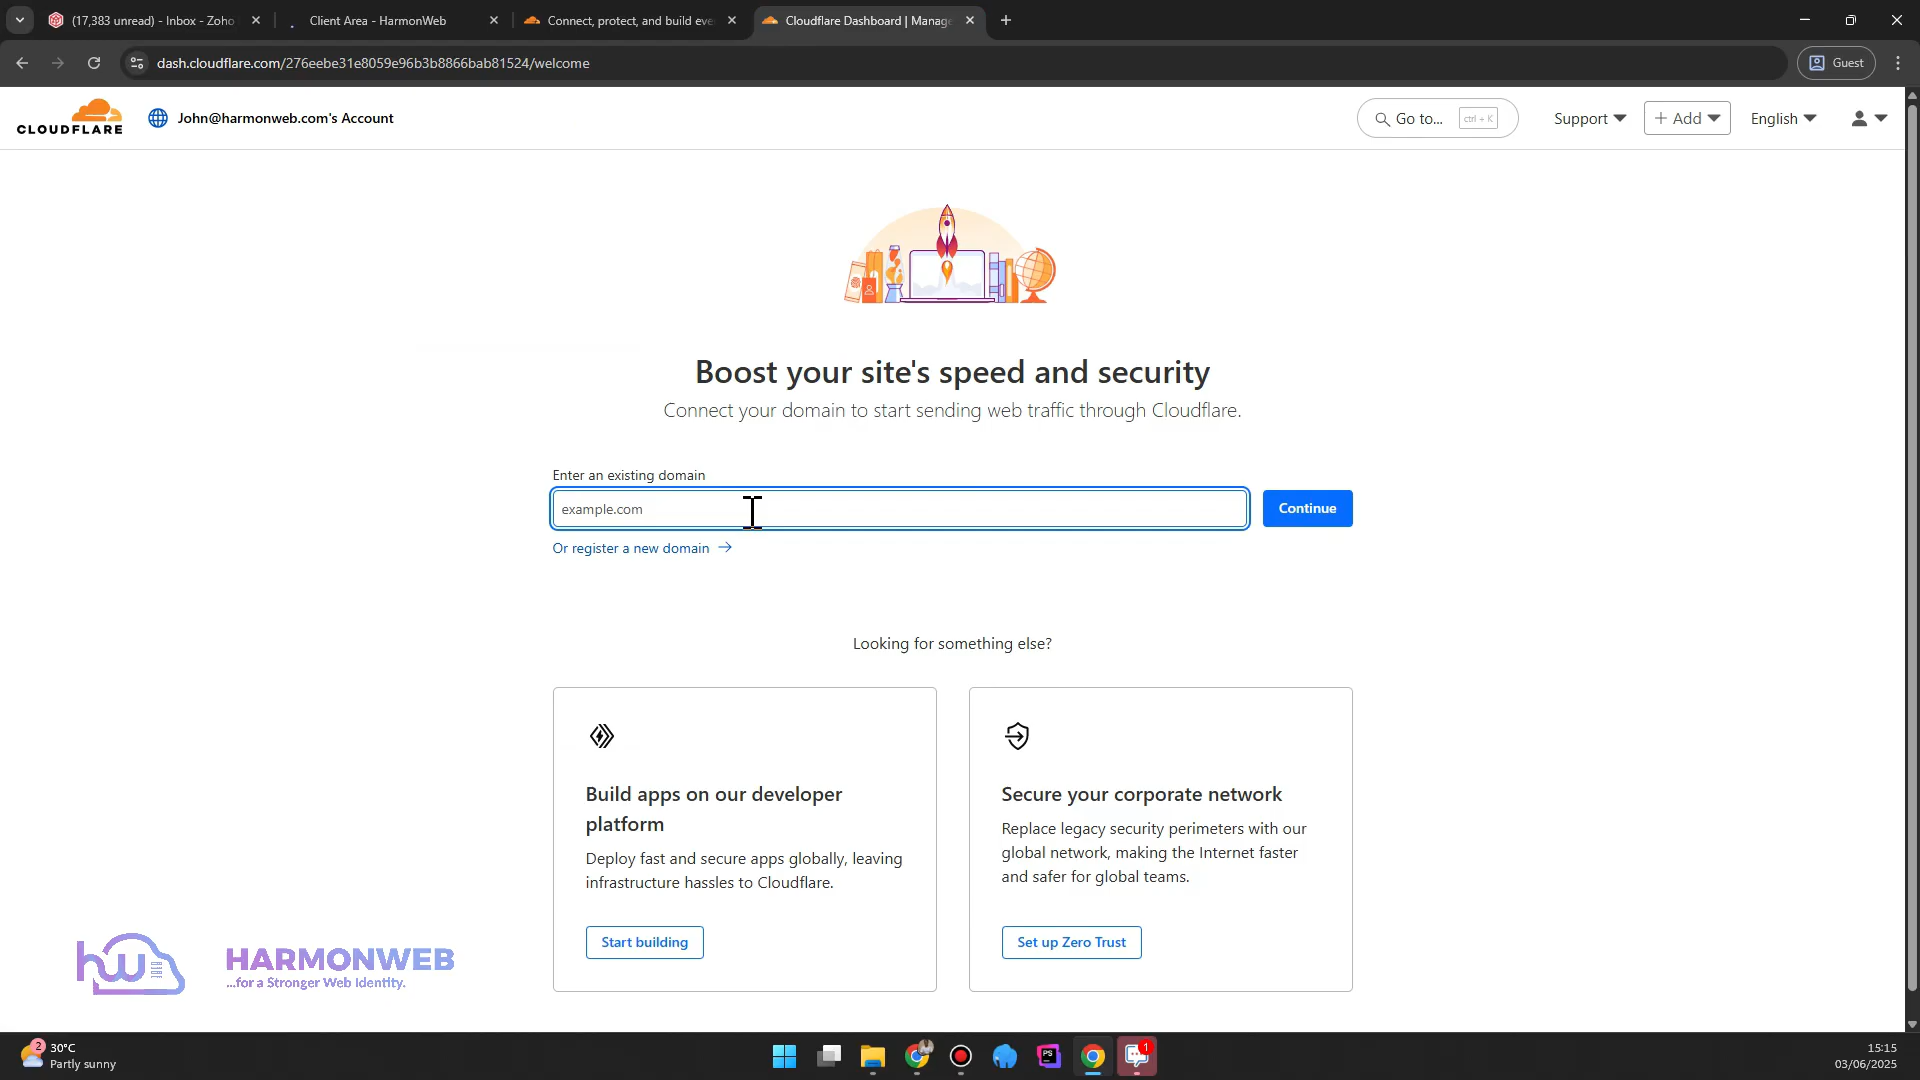 (17,383 unread) - Inbox - Zoho
Client Area - HarmonWeb
Connect, protect, and build eve
Cloudflare Dashboard | Manage
dash.cloudflare.com/276eebe31e8059e96b3b8866bab81524/welcome
Guest
CLOUDFLARE
John@harmonweb.com's Account
Go to...
ctrl + K
Support
+ Add
English
Boost your site's speed and security
Connect your domain to start sending web traffic through Cloudflare.
Enter an existing domain
example.com
Continue
Or register a new domain →
Looking for something else?
Build apps on our developer
platform
Deploy fast and secure apps globally, leaving
infrastructure hassles to Cloudflare.
Start building
Secure your corporate network
Replace legacy security perimeters with our
global network, making the Internet faster
and safer for global teams.
Set up Zero Trust
hw
HARMONWEB
...for a Stronger Web Identity.
2
30°C
Partly sunny
PS
1
15:15
03/06/2025